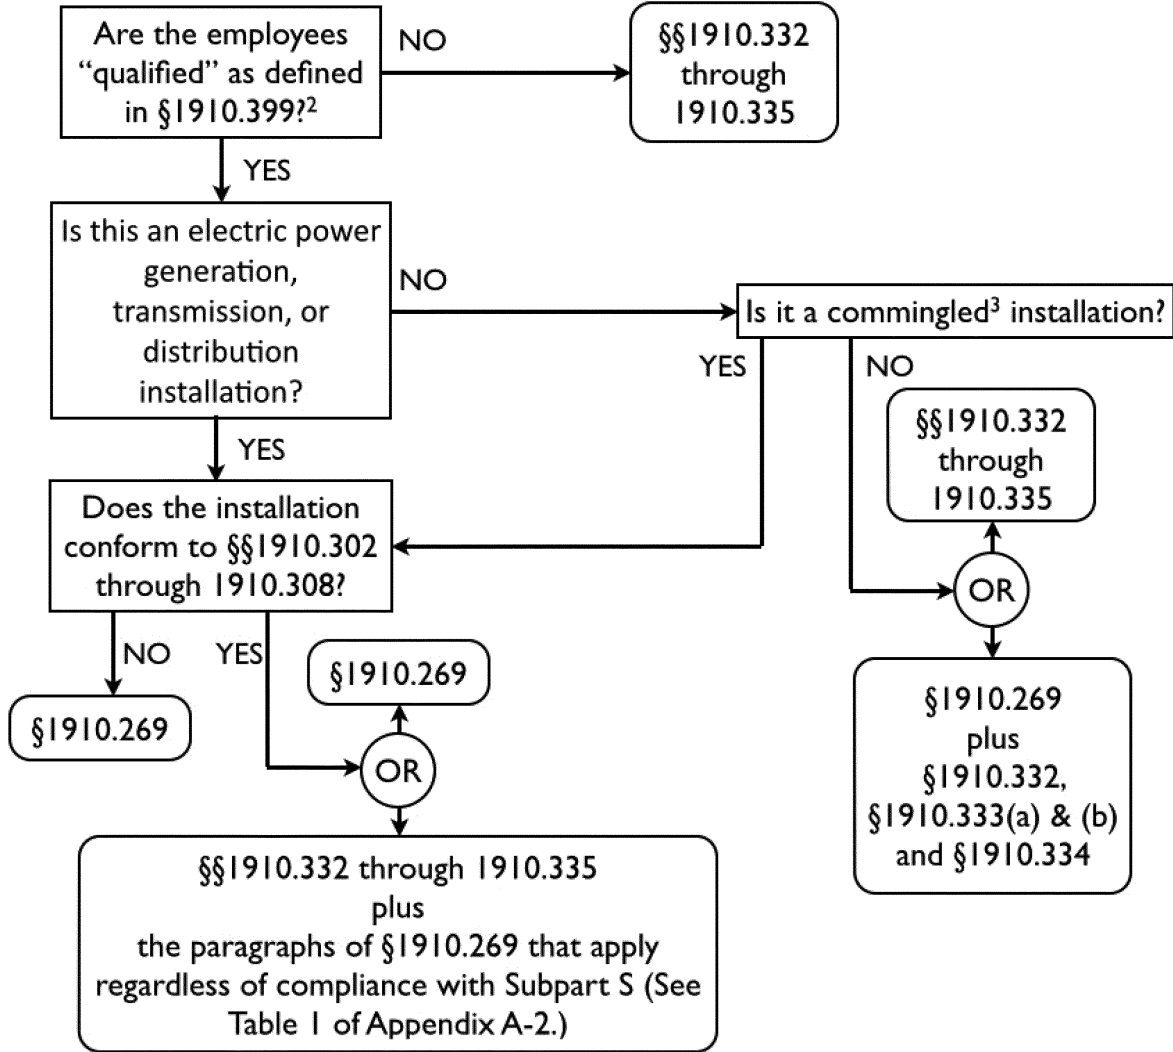 Are the employees
“qualified” as defined
in §1910.399?²
NO
§§1910.332
through
1910.335
YES
Is this an electric power
generation,
transmission, or
distribution
installation?
NO
Is it a commingled³ installation?
YES
NO
§§1910.332
through
1910.335
OR
§1910.269
plus
§1910.332,
§1910.333(a) & (b)
and §1910.334
YES
Does the installation
conform to §§1910.302
through 1910.308?
NO
§1910.269
YES
§1910.269
OR
§§1910.332 through 1910.335
plus
the paragraphs of §1910.269 that apply
regardless of compliance with Subpart S (See
Table 1 of Appendix A-2.)